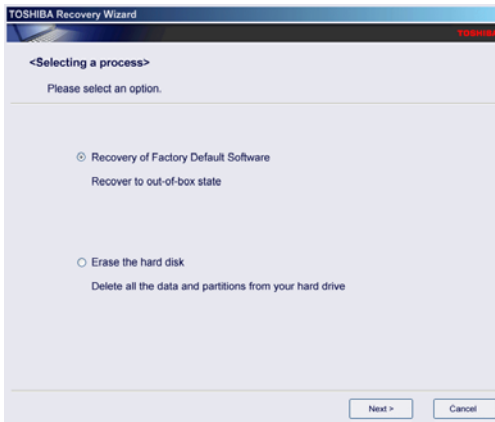 TOSHIBA Recovery Wizard
TOSHIBA
<Selecting a process>
Please select an option.
Recovery of Factory Default Software
Recover to out-of-box state
Erase the hard disk
Delete all the data and partitions from your hard drive
Next >
Cancel